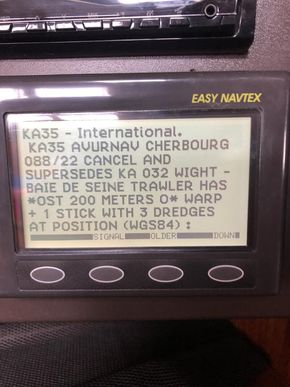 EASY NAVTEX
KA35 - International.
KA35 AVURNAV CHERBOURG
088/22 CANCEL AND
SUPERSEDES KA 032 WIGHT -
BAIE DE SEINE TRAWLER HAS
*OST 200 METERS O* WARP
+ 1 STICK WITH 3 DREDGES
AT POSITION (WGS84) :
SIGNAL OLDER DOWN